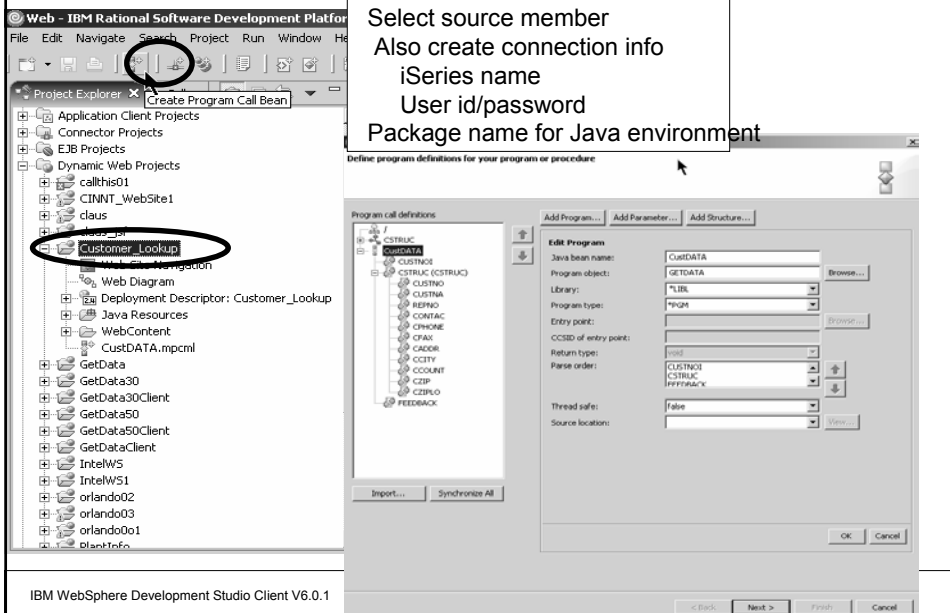 Web - IBM Rational Software Development Platfor
File Edit Navigate Search Project Run Window He
Project Explorer
Create Program Call Bean
Application Client Projects
Connector Projects
EJB Projects
Dynamic Web Projects
callthis01
CINNT_WebSite1
claus
claus_jsf
Customer_Lookup
Web Site Navigation
Web Diagram
Deployment Descriptor: Customer_Lookup
Java Resources
WebContent
CustDATA.mpcml
GetData
GetData30
GetData30Client
GetData50
GetData50Client
GetDataClient
IntelWS
IntelWS1
orlando02
orlando03
orlando0o1
PlantInfo
Select source member
Also create connection info
iSeries name
User id/password
Package name for Java environment
Define program definitions for your program or procedure
Program call definitions
/
CSTRUC
CustDATA
CUSTNOI
CSTRUC (CSTRUC)
CUSTNO
CUSTNA
REPNO
CONTAC
CPHONE
CFAX
CADDR
CCITY
CCOUNT
CZIP
CZIPLO
FEEDBACK
Import... Synchronize All
Add Program... Add Parameter... Add Structure...
Edit Program
Java bean name: CustDATA
Program object: GETDATA Browse...
Library: *LIBL
Program type: *PGM
Entry point: Browse...
CCSID of entry point:
Return type: void
Parse order: CUSTNOI
CSTRUC
FEEDBACK
Thread safe: False
Source location: View...
OK Cancel
< Back Next > Finish Cancel
IBM WebSphere Development Studio Client V6.0.1